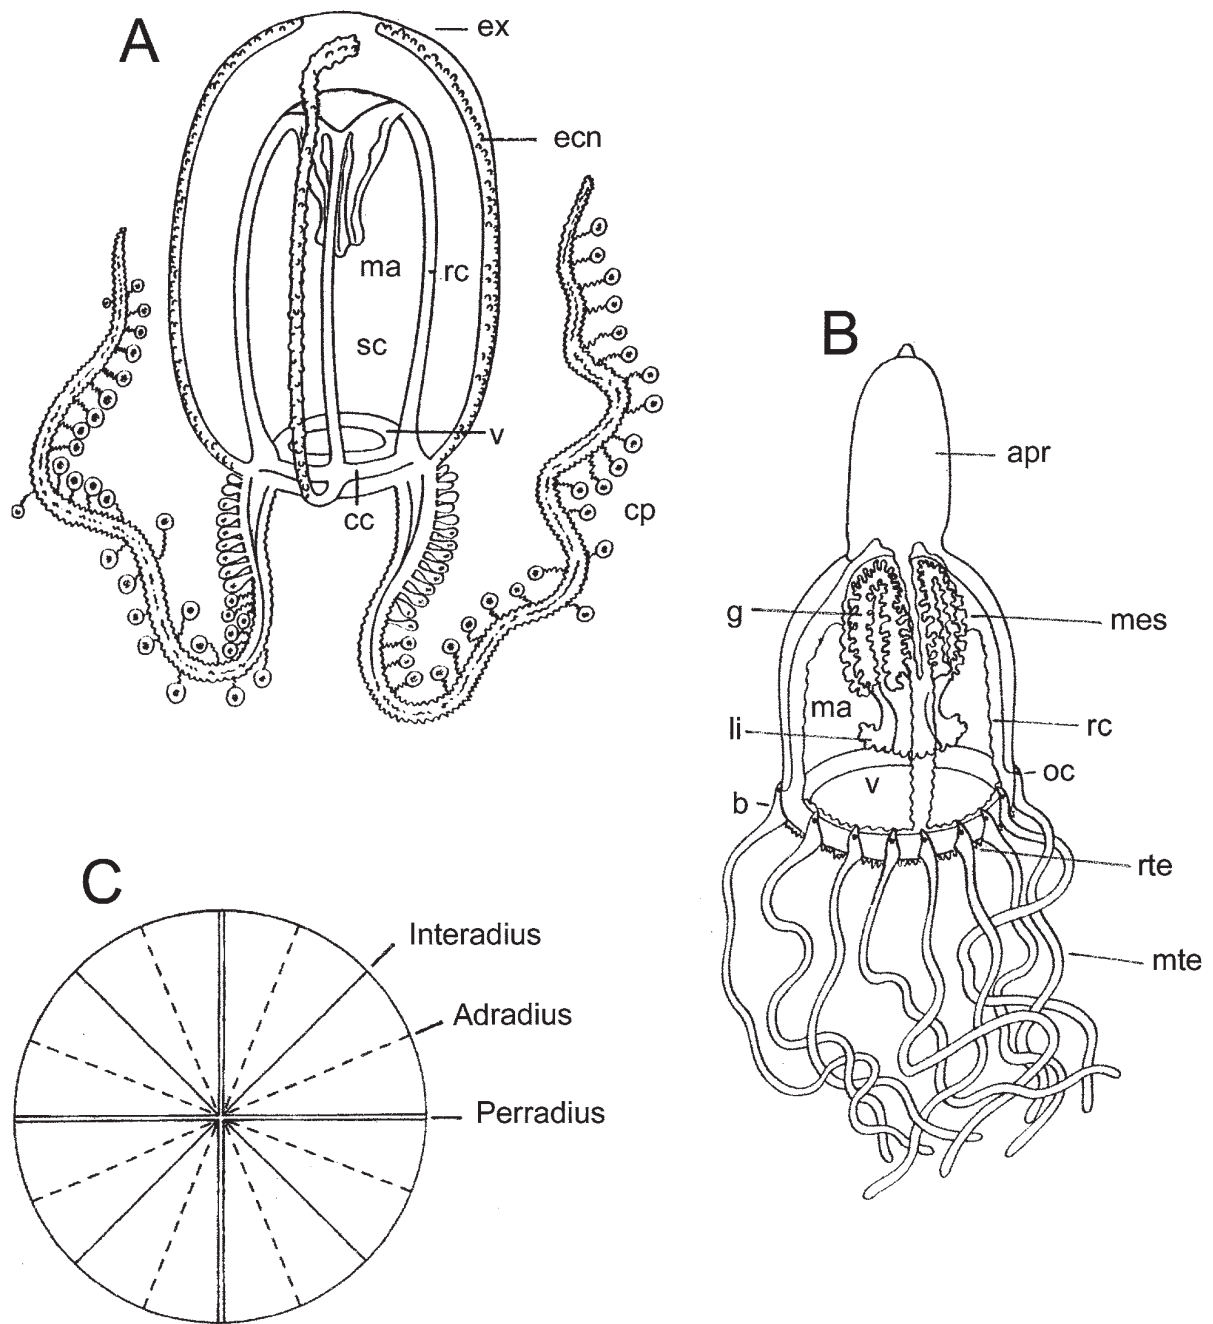 A
ex
ecn
ma
rc
sc
v
cc
cp
B
apr
g
mes
ma
li
rc
v
oc
b
rte
mte
C
Interadius
Adradius
Perradius